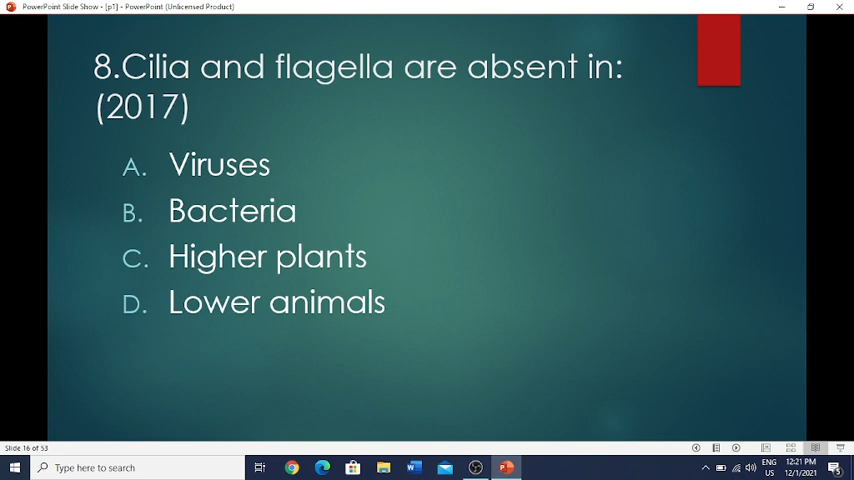 PowerPoint Slide Show - [p1] - PowerPoint (Unlicensed Product)
8.Cilia and flagella are absent in:
(2017)
A. Viruses
B. Bacteria
C. Higher plants
D. Lower animals
Slide 16 of 53
Type here to search
ENG
US
12:21 PM
12/1/2021
5